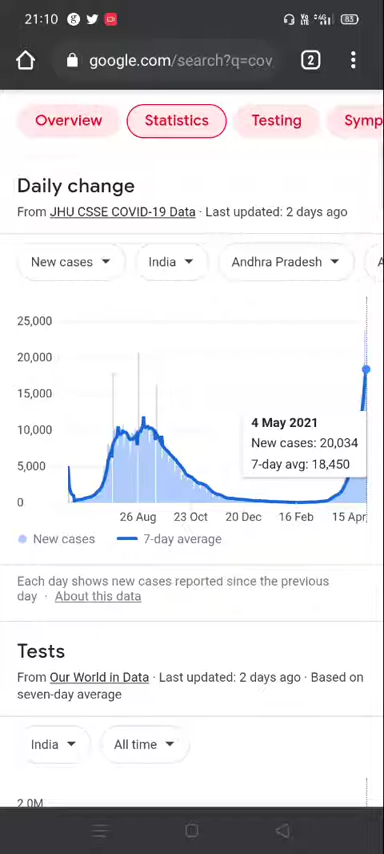 21:10
83
google.com/search?q=cov
2
Overview
Statistics
Testing
Symp
Daily change
From JHU CSSE COVID-19 Data · Last updated: 2 days ago
New cases
India
Andhra Pradesh
A
25,000
20,000
15,000
10,000
5,000
0
4 May 2021
New cases: 20,034
7-day avg: 18,450
26 Aug 23 Oct 20 Dec 16 Feb 15 Apr
New cases 7-day average
Each day shows new cases reported since the previous
day · About this data
Tests
From Our World in Data · Last updated: 2 days ago · Based on
seven-day average
India
All time
2.0M